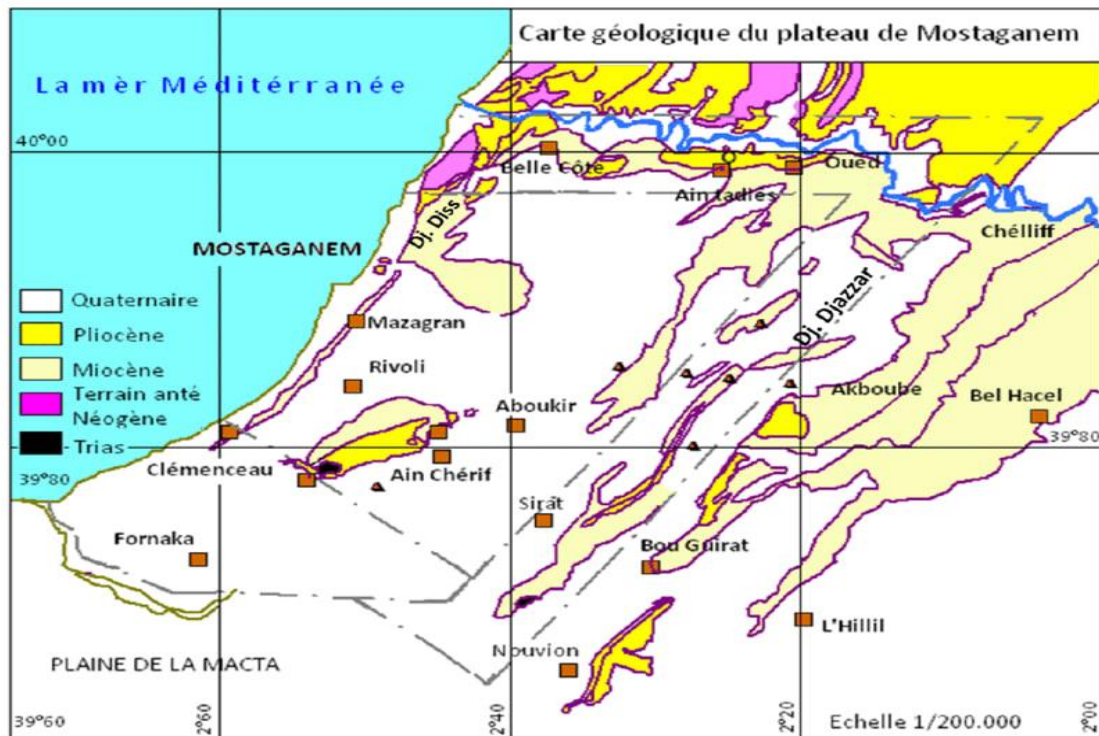 Carte géologique du plateau de Mostaganem
La mèr Méditérranée
40°00
Belle Côte
Oued
Ain tadles
Dj. Diss
Chélliff
MOSTAGANEM
Quaternaire
Pliocène
Miocène
Terrain anté
Néogène
Trias
Dj. Djazzar
Mazagran
Rivoli
Akboube
Bel Hacel
Aboukir
39°80
Clémenceau
39°80
Ain Chérif
Sirat
Fornaka
Bou Guirat
L'Hillil
Nouvion
PLAINE DE LA MACTA
39°60
2°60
2°40
2°20
2°00
Echelle 1/200.000